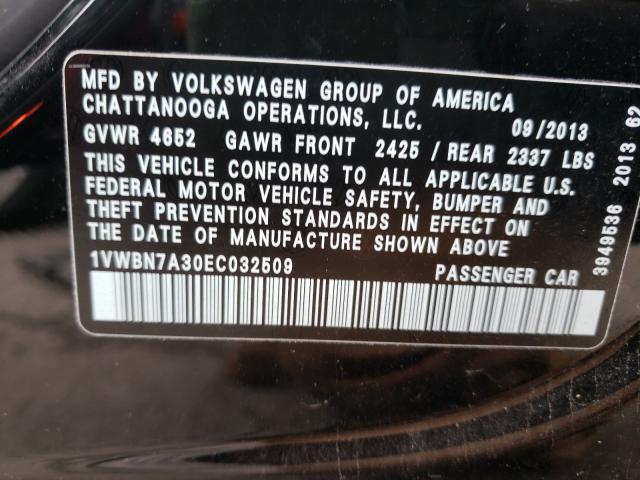 MFD BY VOLKSWAGEN GROUP OF AMERICA
CHATTANOOGA OPERATIONS, LLC. 09/2013
GVWR 4652 GAWR FRONT 2425 / REAR 2337 LBS
THIS VEHICLE CONFORMS TO ALL APPLICABLE U.S.
FEDERAL MOTOR VEHICLE SAFETY, BUMPER AND
THEFT PREVENTION STANDARDS IN EFFECT ON
THE DATE OF MANUFACTURE SHOWN ABOVE
1VWBN7A30EC032509 PASSENGER CAR
3949536 2013 62